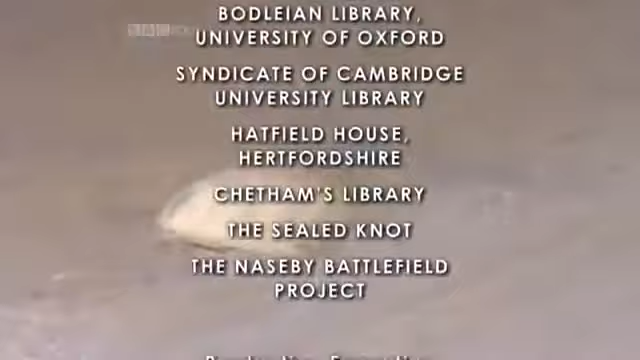 BODLEIAN LIBRARY,
UNIVERSITY OF OXFORD
SYNDICATE OF CAMBRIDGE
UNIVERSITY LIBRARY
HATFIELD HOUSE,
HERTFORDSHIRE
CHETHAM'S LIBRARY
THE SEALED KNOT
THE NASEBY BATTLEFIELD
PROJECT